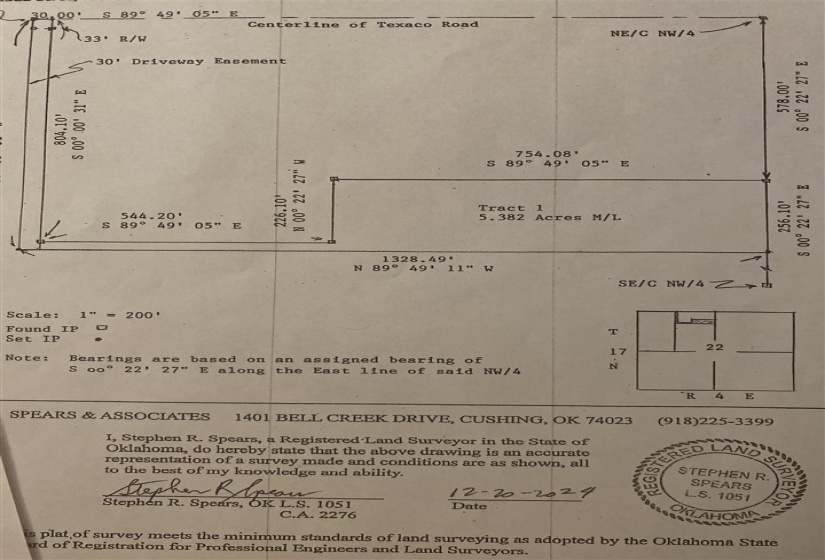 30.00' S 89° 49' 05" E
Centerline of Texaco Road
NE/C NW/4
33' R/W
30' Driveway Easement
804.10'
S 00° 00' 31" E
578.00'
S 00° 22' 27" E
754.08'
S 89° 49' 05" E
226.10'
N 00° 22' 27" W
Tract 1
5.382 Acres M/L
544.20'
S 89° 49' 05" E
256.10'
S 00° 22' 27" E
1328.49'
N 89° 49' 11" W
SE/C NW/4
Scale: 1" = 200'
Found IP
Set IP
Note: Bearings are based on an assigned bearing of
S oo° 22' 27" E along the East line of said NW/4
T
17
N
22
R 4 E
SPEARS & ASSOCIATES 1401 BELL CREEK DRIVE, CUSHING, OK 74023 (918)225-3399
I, Stephen R. Spears, a Registered Land Surveyor in the State of
Oklahoma, do hereby state that the above drawing is an accurate
representation of a survey made and conditions are as shown, all
to the best of my knowledge and ability.
Stephen R Spears
12-20-2024
Stephen R. Spears, OK L.S. 1051
Date
C.A. 2276
REGISTERED LAND SURVEYOR
STEPHEN R.
SPEARS
L.S. 1051
OKLAHOMA
plat of survey meets the minimum standards of land surveying as adopted by the Oklahoma State
of Registration for Professional Engineers and Land Surveyors.